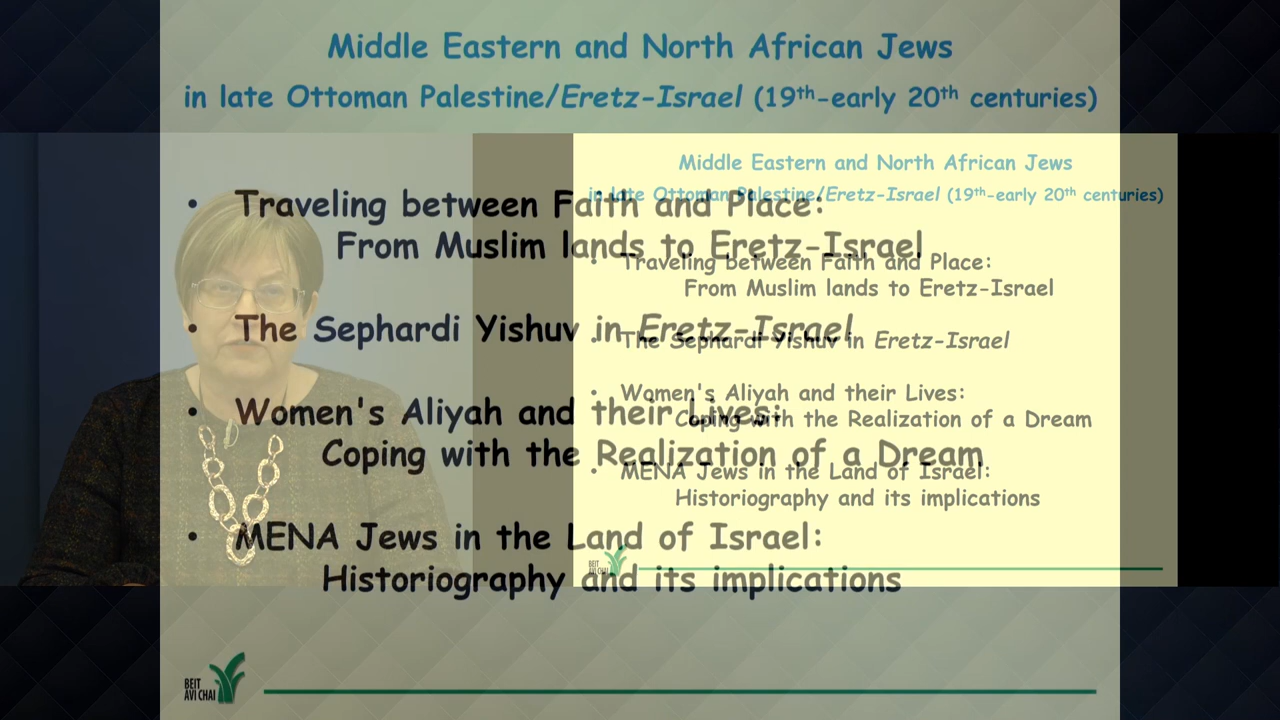 Middle Eastern and North African Jews
in late Ottoman Palestine/Eretz-Israel (19th-early 20th centuries)
• Traveling between Faith and Place:
From Muslim lands to Eretz-Israel
• The Sephardi Yishuv in Eretz-Israel
• Women's Aliyah and their Lives:
Coping with the Realization of a Dream
• MENA Jews in the Land of Israel:
Historiography and its implications
BEIT
AVI CHAI
Middle Eastern and North African Jews
in late Ottoman Palestine/Eretz-Israel (19th-early 20th centuries)
• Traveling between Faith and Place:
From Muslim lands to Eretz-Israel
• The Sephardi Yishuv in Eretz-Israel
• Women's Aliyah and their Lives:
Coping with the Realization of a Dream
• MENA Jews in the Land of Israel:
Historiography and its implications
BEIT
AVI CHAI